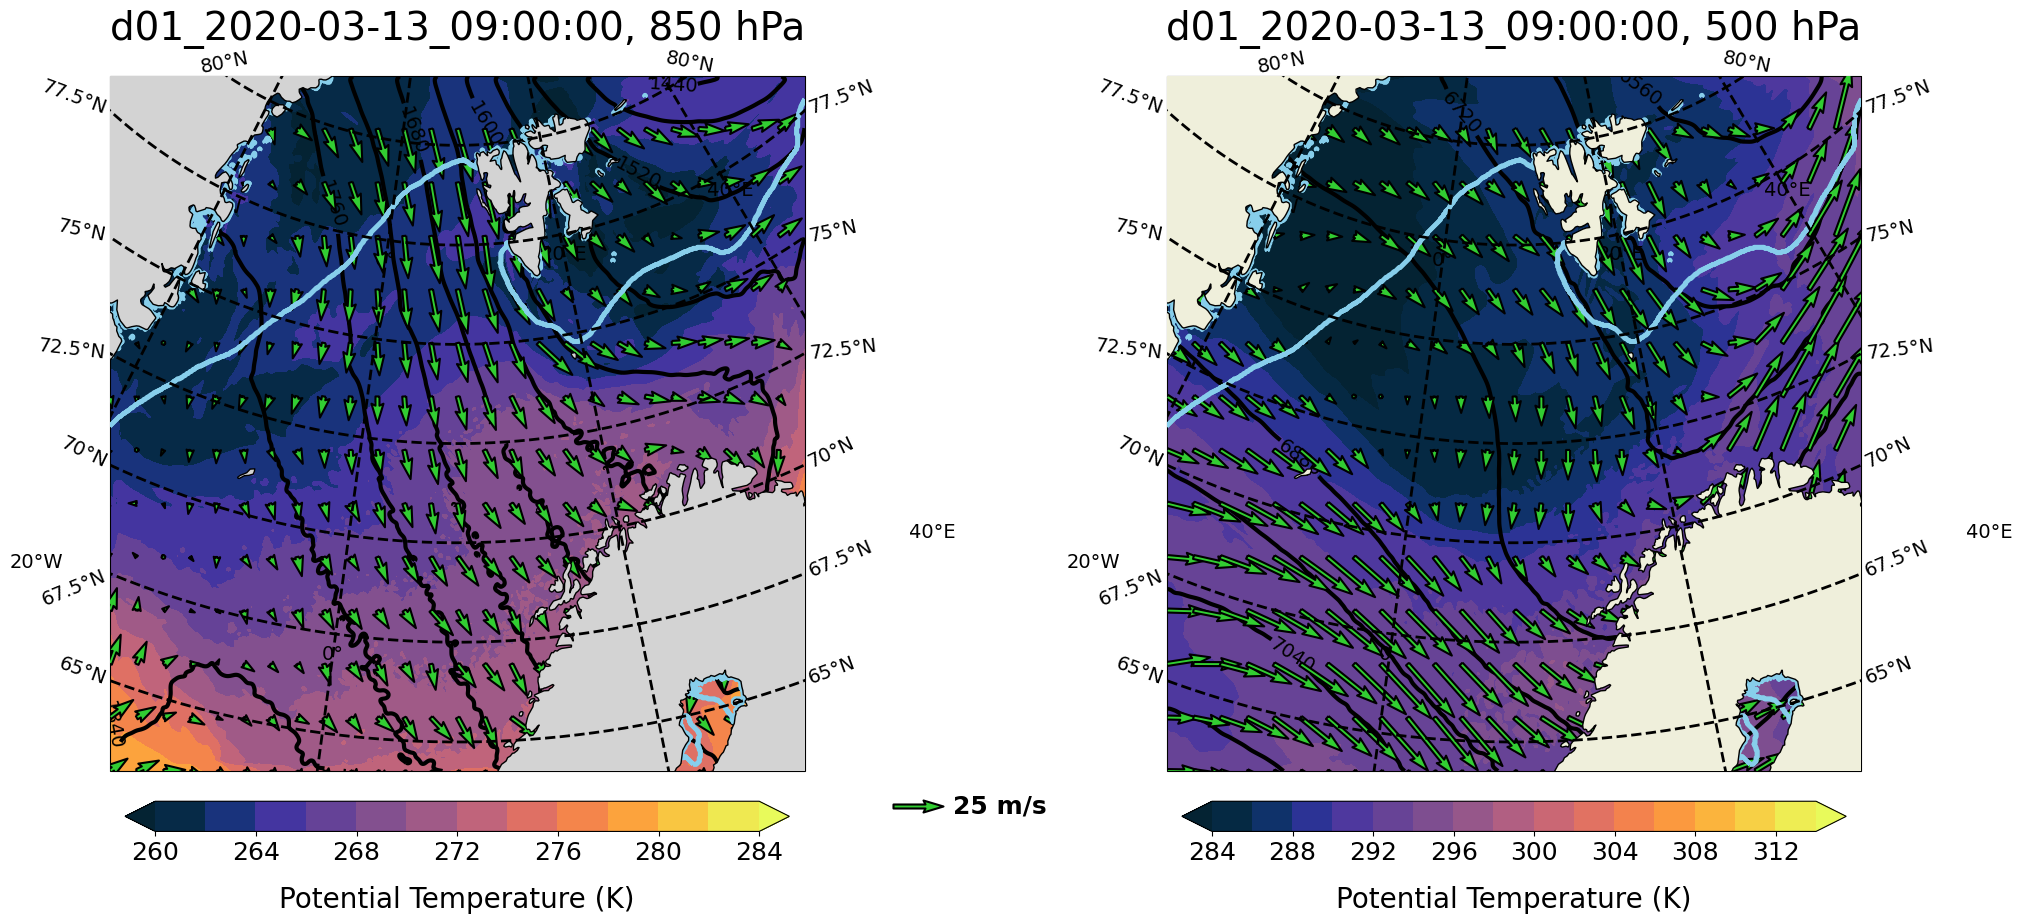 d01_2020-03-13_09:00:00, 850 hPa
80°N
80°N
77.5°N
77.5°N
75°N
75°N
72.5°N
72.5°N
70°N
70°N
67.5°N
67.5°N
65°N
65°N
20°W
40°E
40°E
0°
1440
1520
1600
1680
1760
260 264 268 272 276 280 284
Potential Temperature (K)
25 m/s
d01_2020-03-13_09:00:00, 500 hPa
80°N
80°N
77.5°N
77.5°N
75°N
75°N
72.5°N
72.5°N
70°N
70°N
67.5°N
67.5°N
65°N
65°N
20°W
40°E
40°E
6560
6720
7040
284 288 292 296 300 304 308 312
Potential Temperature (K)